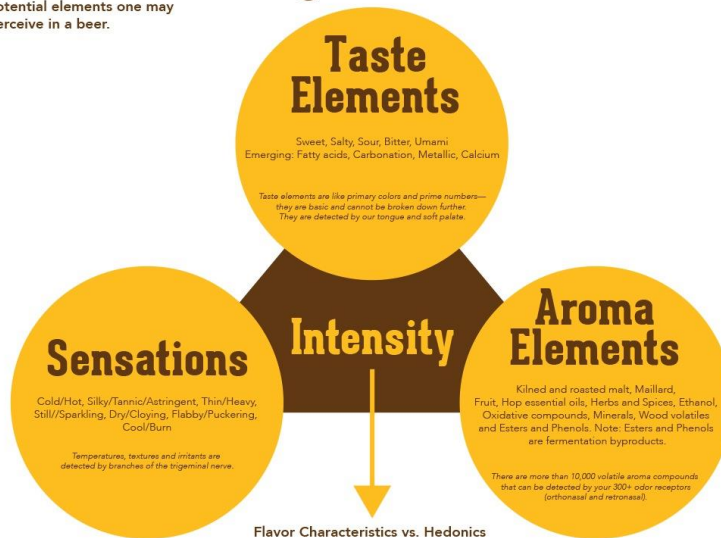 potential elements one may
perceive in a beer.
Taste
Elements
Sweet, Salty, Sour, Bitter, Umami
Emerging: Fatty acids, Carbonation, Metallic, Calcium
Taste elements are like primary colors and prime numbers—
they are basic and cannot be broken down further.
They are detected by our tongue and soft palate.
Intensity
Sensations
Cold/Hot, Silky/Tannic/Astringent, Thin/Heavy,
Still//Sparkling, Dry/Cloying, Flabby/Puckering,
Cool/Burn
Temperatures, textures and irritants are
detected by branches of the trigeminal nerve.
Aroma
Elements
Kilned and roasted malt, Maillard,
Fruit, Hop essential oils, Herbs and Spices, Ethanol,
Oxidative compounds, Minerals, Wood volatiles
and Esters and Phenols. Note: Esters and Phenols
are fermentation byproducts.
There are more than 10,000 volatile aroma compounds
that can be detected by your 300+ odor receptors
(orthonasal and retronasal).
Flavor Characteristics vs. Hedonics